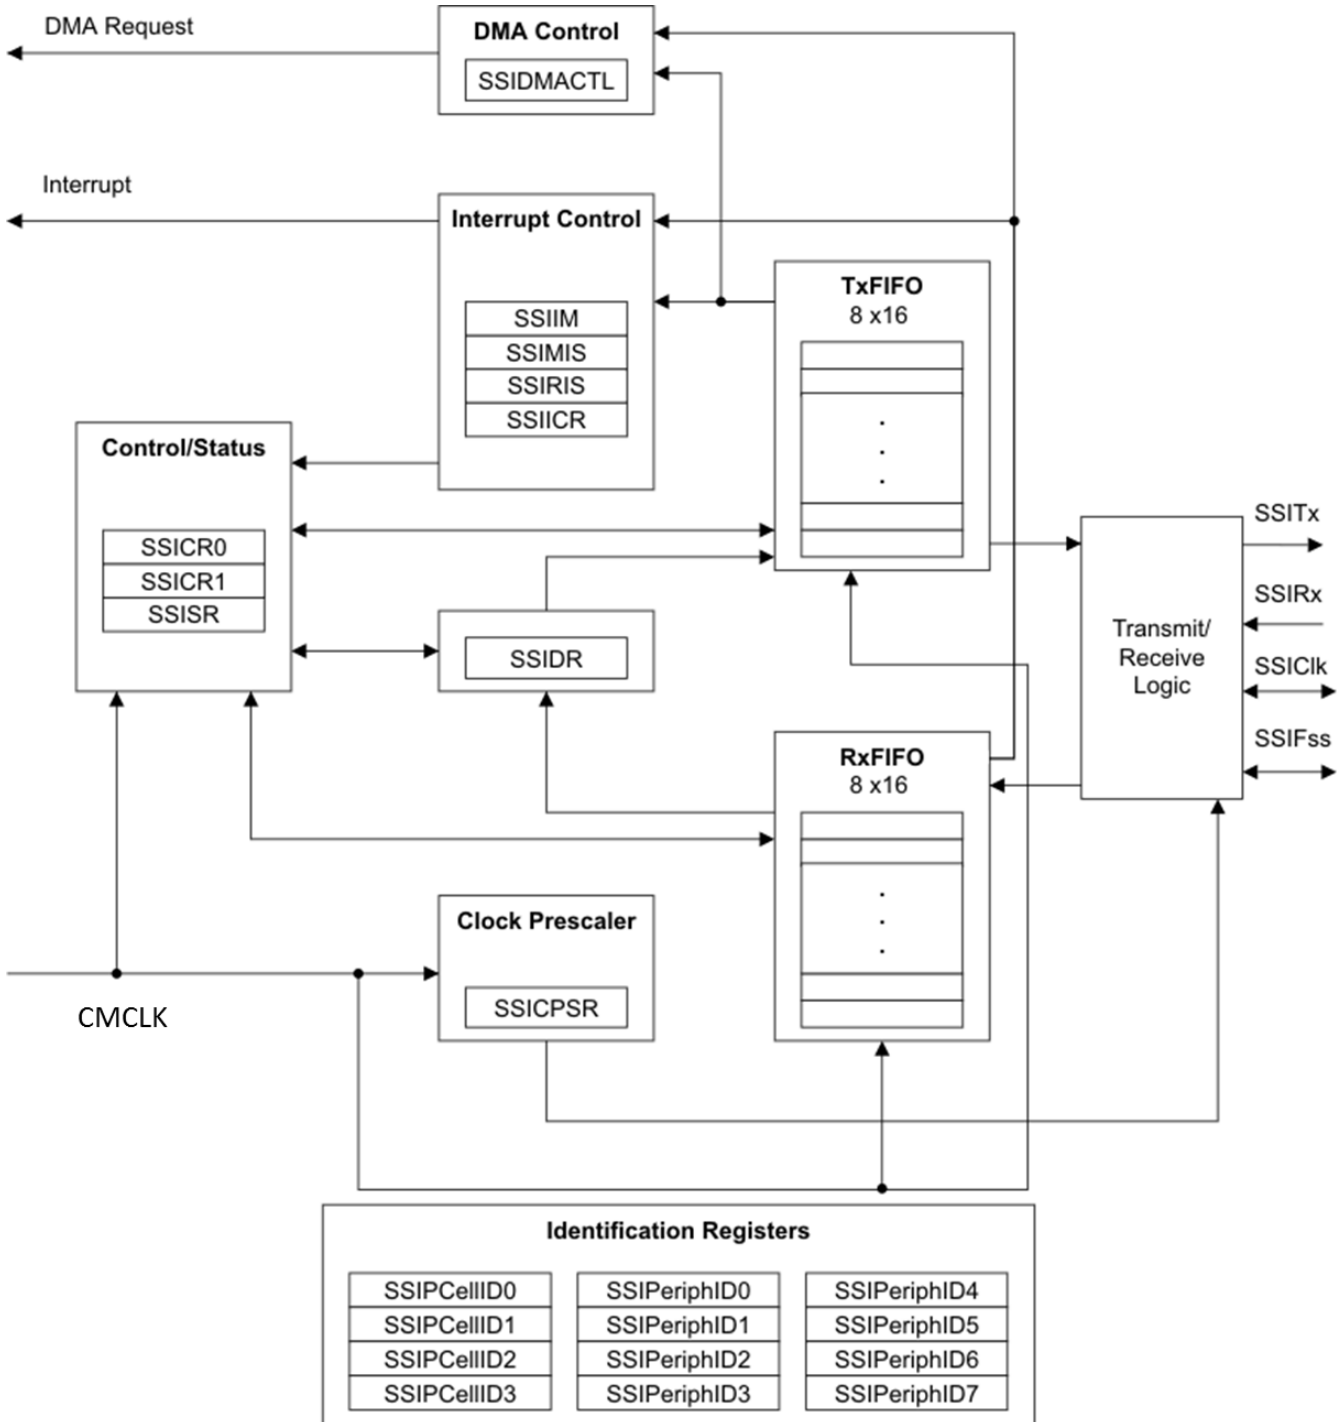 DMA Request
DMA Control
SSIDMACTL
Interrupt
Interrupt Control
SSIIM
SSIMIS
SSIRIS
SSIICR
TxFIFO
8 x16
.
.
.
Control/Status
SSICR0
SSICR1
SSISR
SSIDR
Transmit/
Receive
Logic
SSITx
SSIRx
SSIClk
SSIFss
RxFIFO
8 x16
.
.
.
Clock Prescaler
SSICPSR
CMCLK
Identification Registers
SSIPCellID0
SSIPCellID1
SSIPCellID2
SSIPCellID3
SSIPeriphID0
SSIPeriphID1
SSIPeriphID2
SSIPeriphID3
SSIPeriphID4
SSIPeriphID5
SSIPeriphID6
SSIPeriphID7